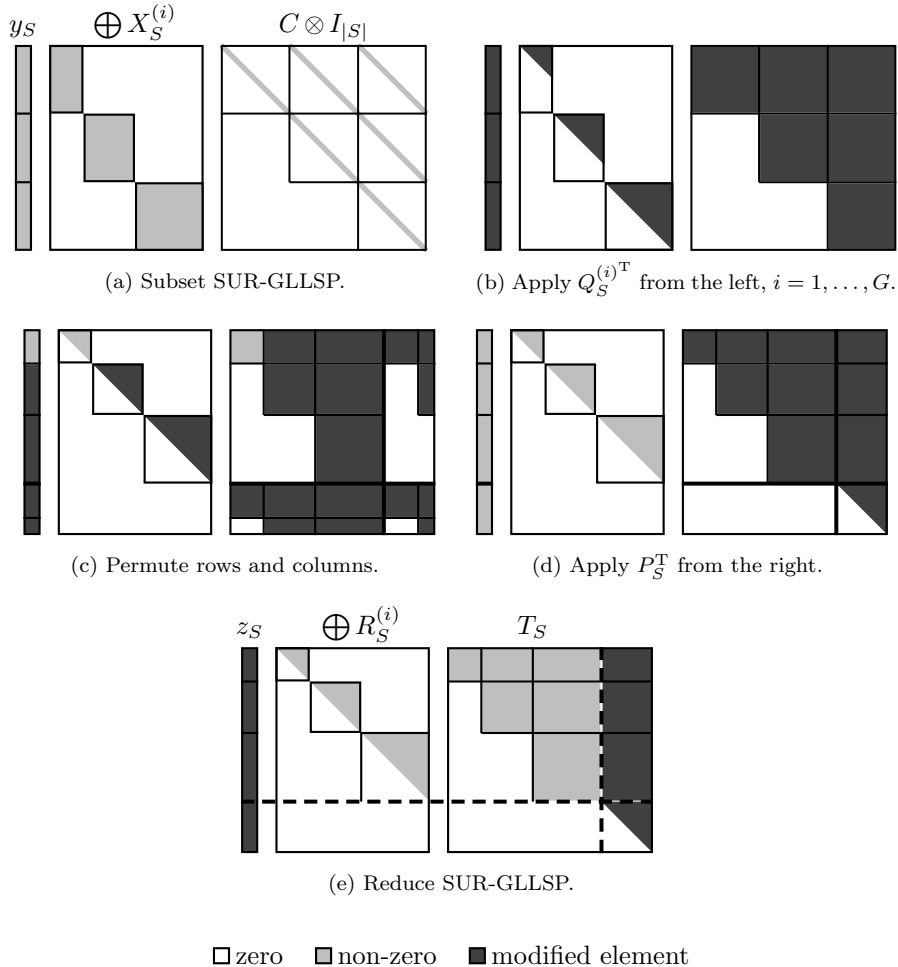 y_S ⨁ X_S^{(i)} C ⊗ I_{|S|}
(a) Subset SUR-GLLSP.
(b) Apply Q_S^{(i)^T} from the left, i = 1, . . . , G.
(c) Permute rows and columns.
(d) Apply P_S^T from the right.
z_S ⨁ R_S^{(i)} T_S
(e) Reduce SUR-GLLSP.
zero non-zero modified element